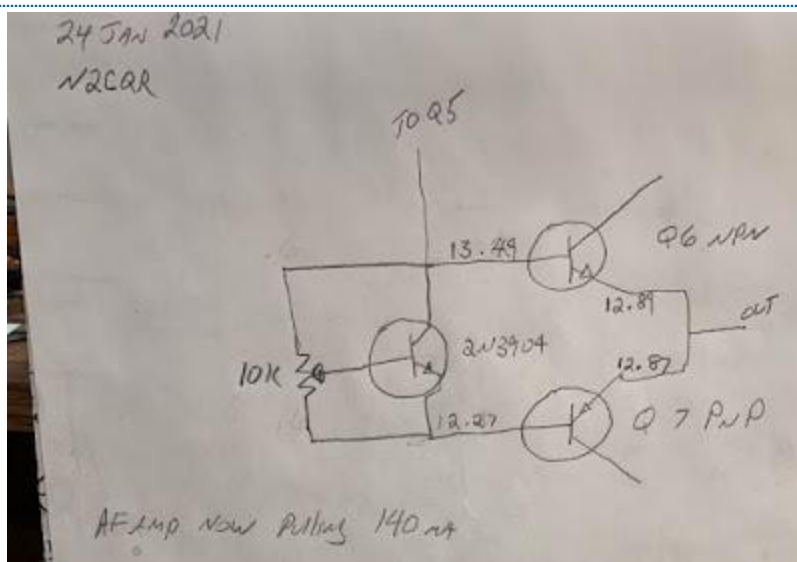 24 JAN 2021
N2CQR
TO Q5
13.49
Q6 NPN
12.89
OUT
2N3904
10K
12.87
12.27
Q7 PNP
AF AMP NOW Pulling 140 mA